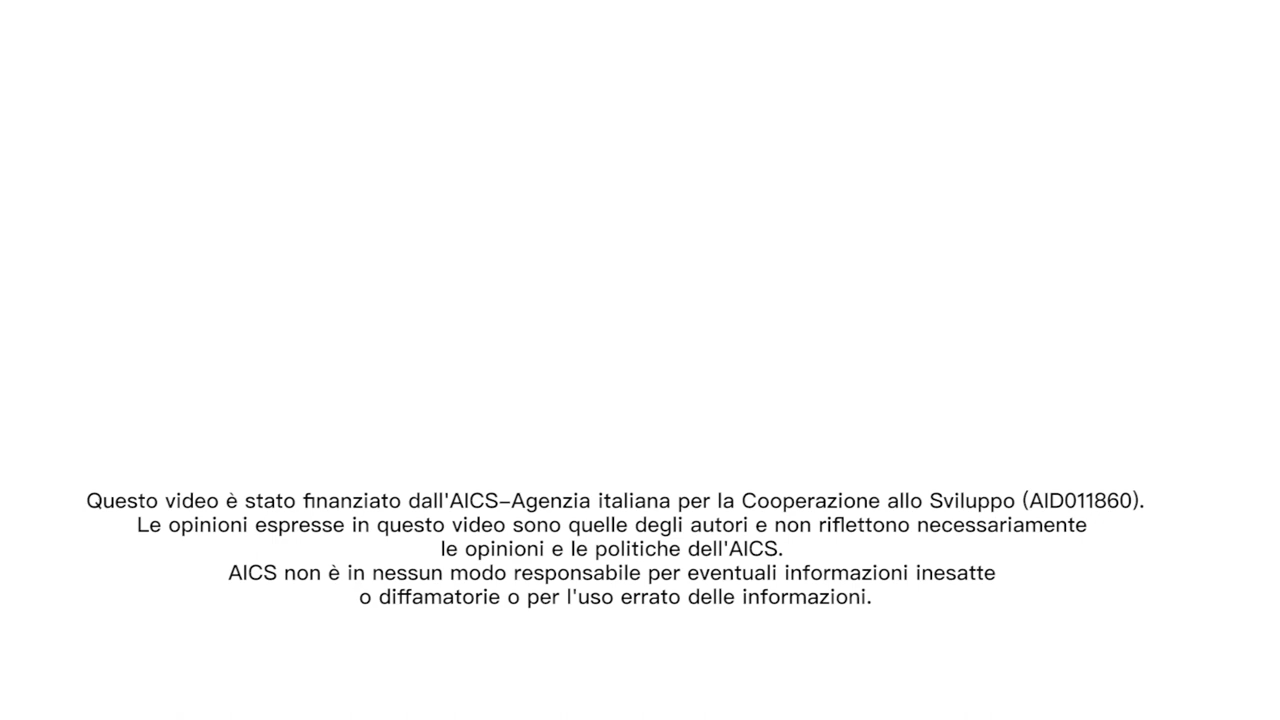 Questo video è stato finanziato dall'AICS–Agenzia italiana per la Cooperazione allo Sviluppo (AID011860).
Le opinioni espresse in questo video sono quelle degli autori e non riflettono necessariamente
le opinioni e le politiche dell'AICS.
AICS non è in nessun modo responsabile per eventuali informazioni inesatte
o diffamatorie o per l'uso errato delle informazioni.